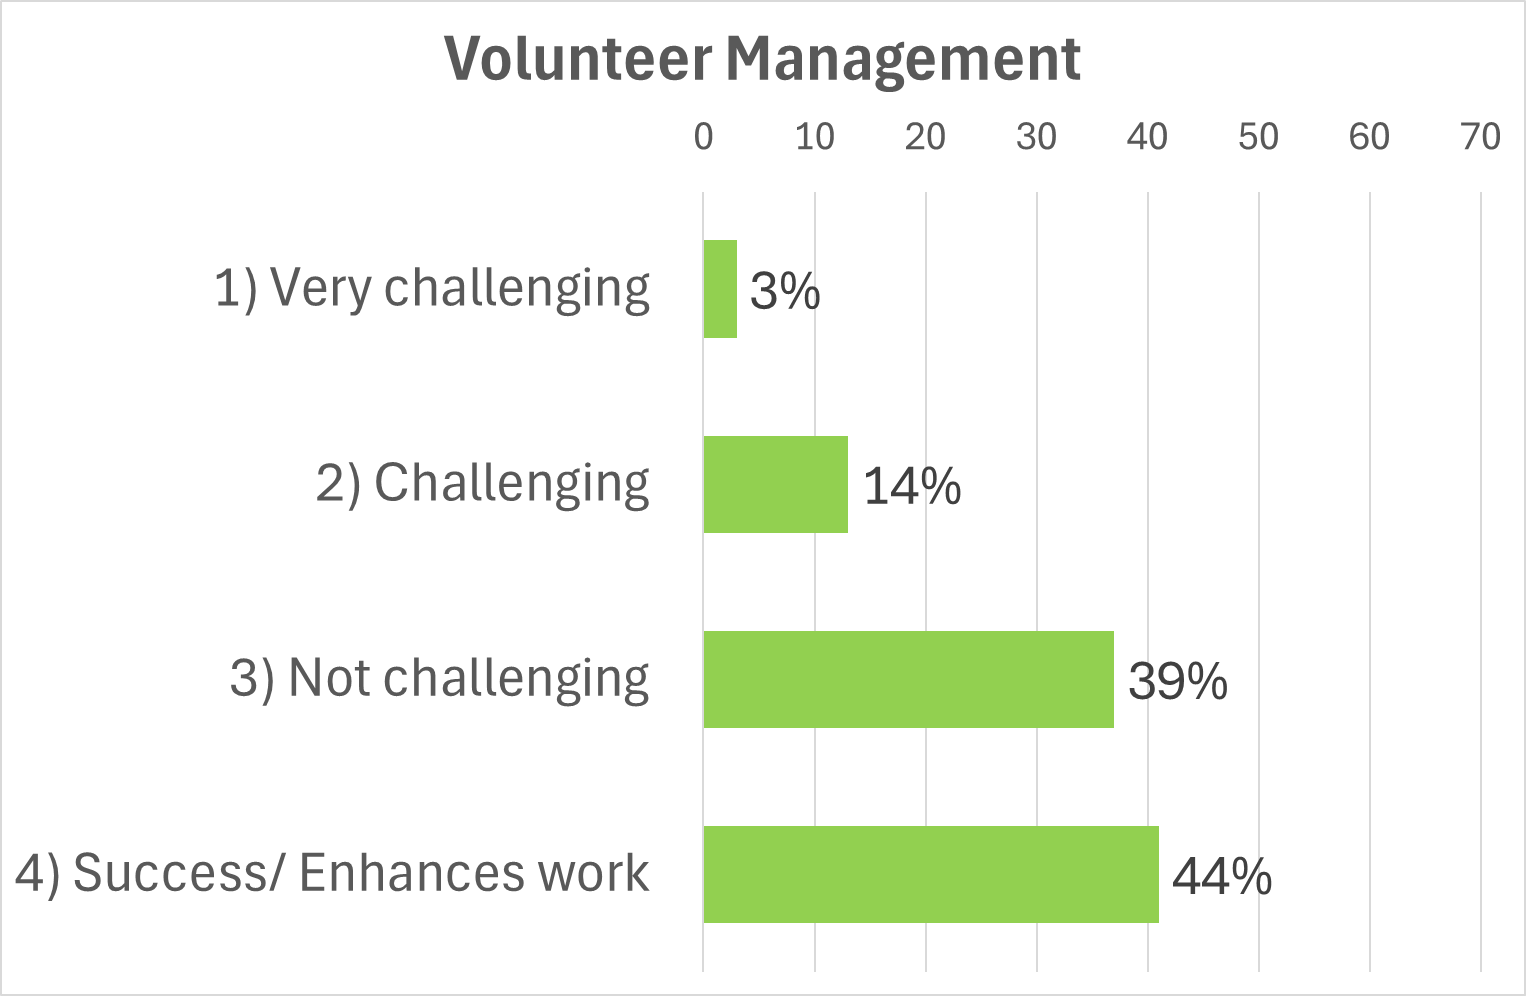 Volunteer Management
0 10 20 30 40 50 60 70
1) Very challenging 3%
2) Challenging 14%
3) Not challenging 39%
4) Success/ Enhances work 44%